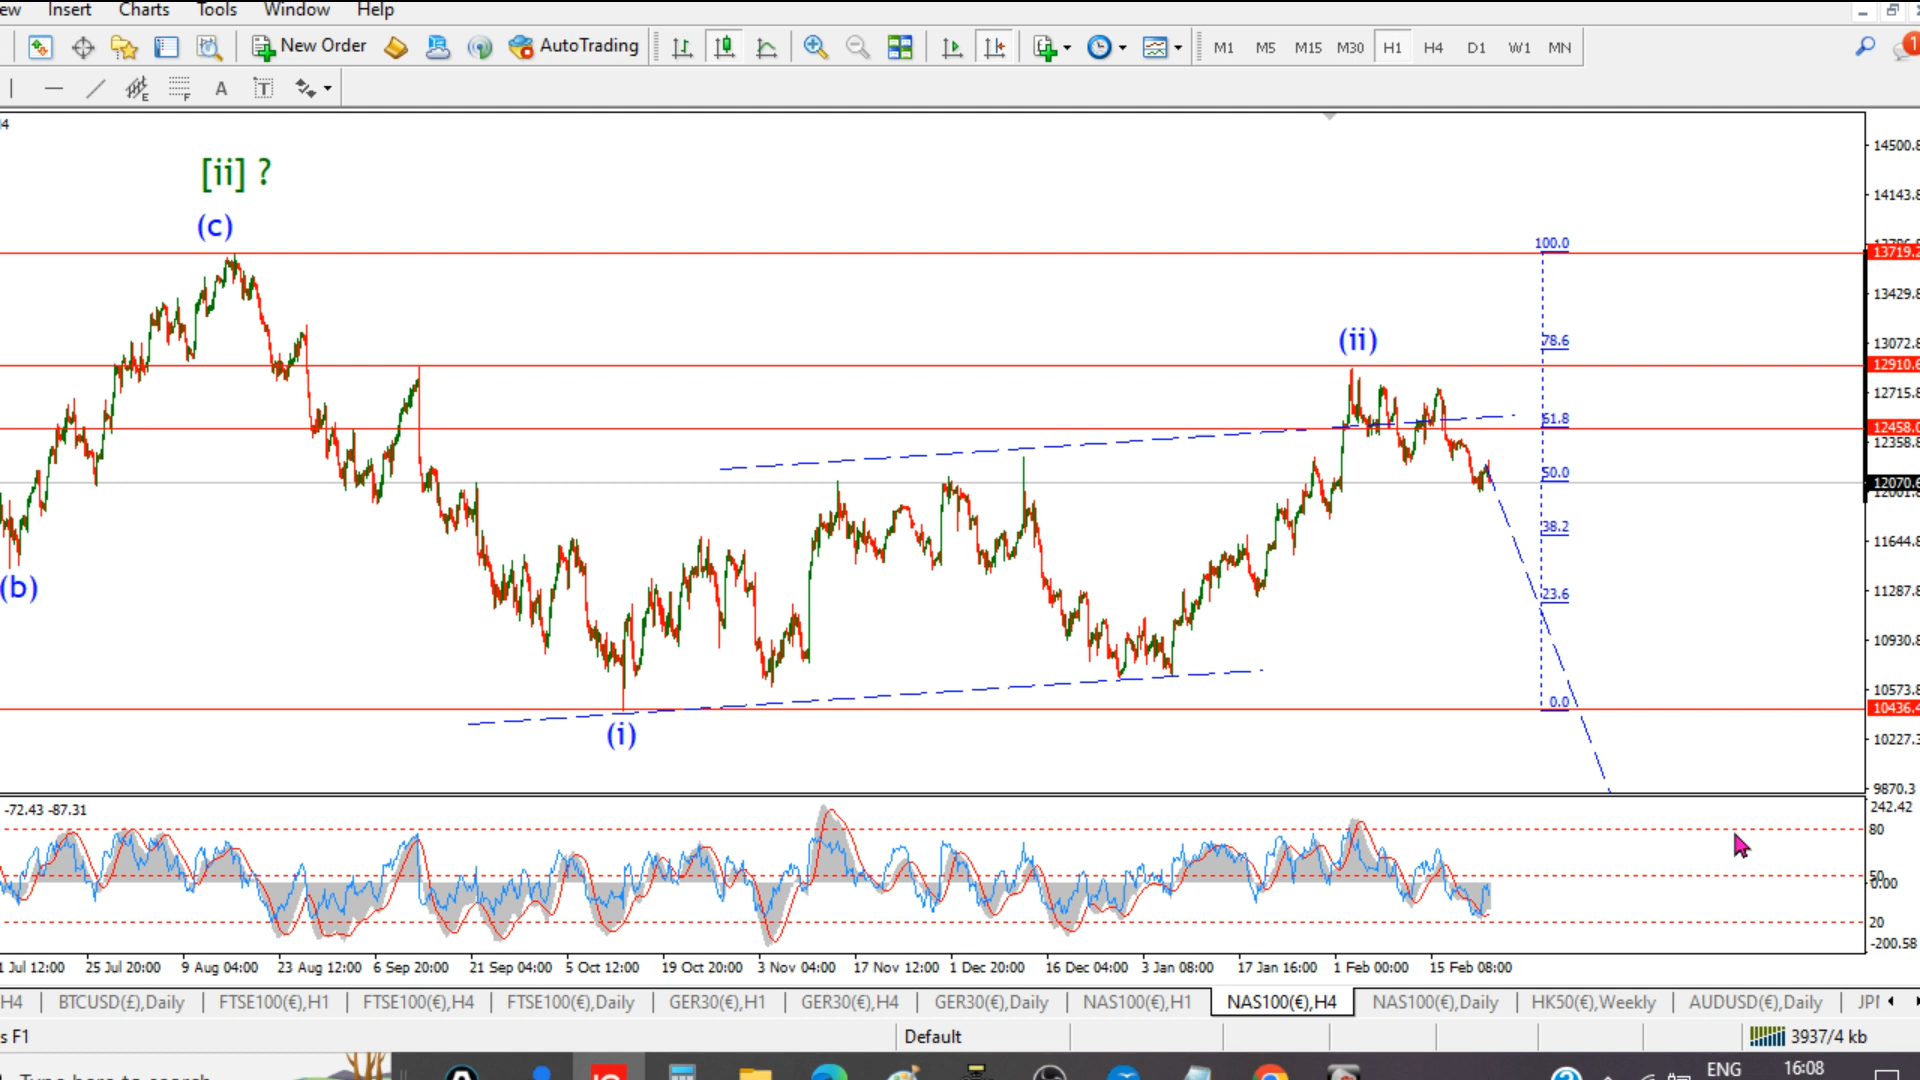 ew Insert Charts Tools Window Help
New Order AutoTrading M1 M5 M15 M30 H1 H4 D1 W1 MN 1
E F A T
H4
14500.8
[ii] ?
14143.8
(c)
100.0
13719.2
13429.8
(ii)
78.6
13072.8
12910.6
12715.8
61.8
12458.0
12358.8
50.0
12070.6
12001.8
38.2
11644.8
(b)
23.6
11287.8
10930.8
10573.8
0.0
10436.4
(i)
10227.3
9870.3
-72.43 -87.31
242.42
80
50
0.00
20
-200.58
1 Jul 12:00 25 Jul 20:00 9 Aug 04:00 23 Aug 12:00 6 Sep 20:00 21 Sep 04:00 5 Oct 12:00 19 Oct 20:00 3 Nov 04:00 17 Nov 12:00 1 Dec 20:00 16 Dec 04:00 3 Jan 08:00 17 Jan 16:00 1 Feb 00:00 15 Feb 08:00
H4 BTCUSD(£),Daily FTSE100(€),H1 FTSE100(€),H4 FTSE100(€),Daily GER30(€),H1 GER30(€),H4 GER30(€),Daily NAS100(€),H1 NAS100(€),H4 NAS100(€),Daily HK50(€),Weekly AUDUSD(€),Daily
s F1 Default 3937/4 kb
Type here to search ENG 16:08